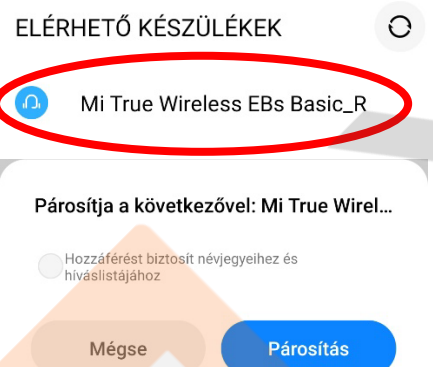 ELÉRHETŐ KÉSZÜLÉKEK
Mi True Wireless EBs Basic_R
Párosítja a következővel: Mi True Wirel...
Hozzáférést biztosít névjegyeihez és
híváslistájához
Mégse
Párosítás